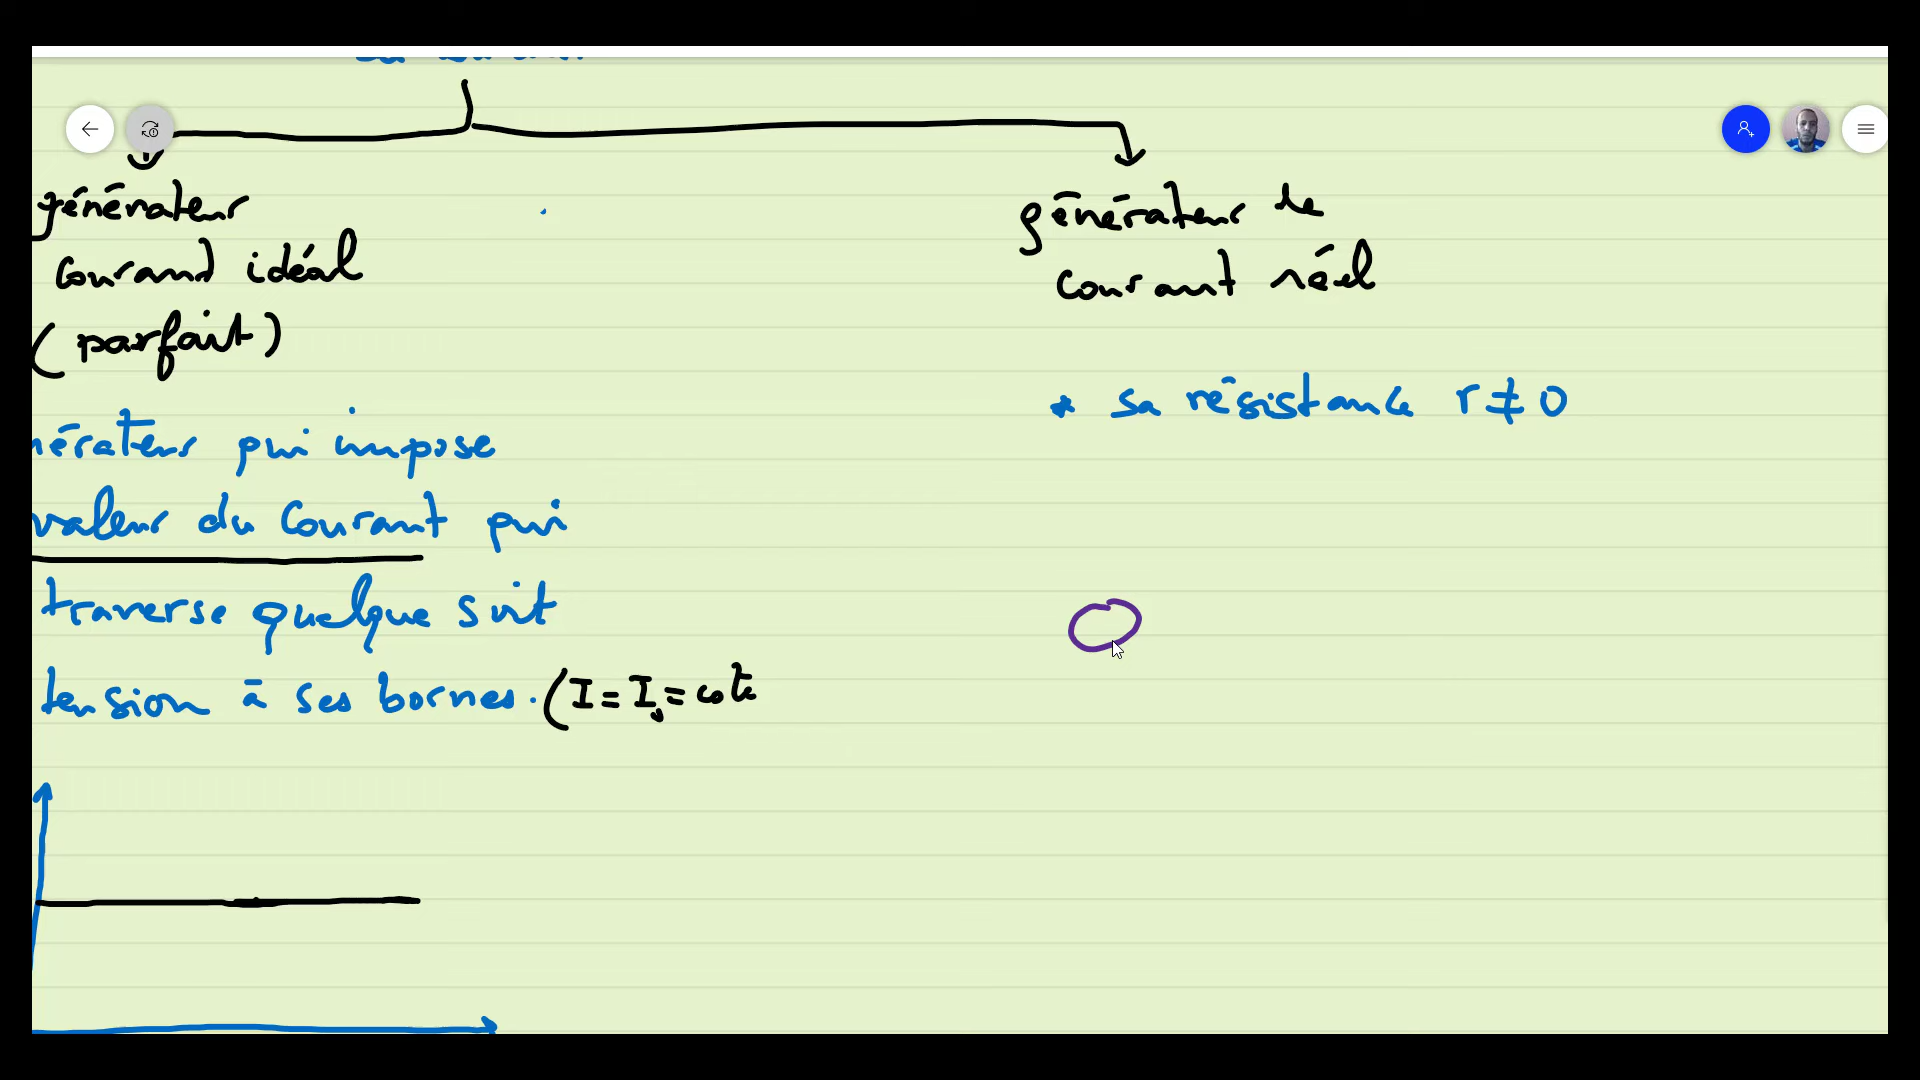 générateur
courant idéal
(parfait)
nérateur qui impose
valeur du courant qui
traverse quelque soit
tension à ses bornes. (I = I₀ = cote
générateur de
courant réel
* sa résistance r ≠ 0